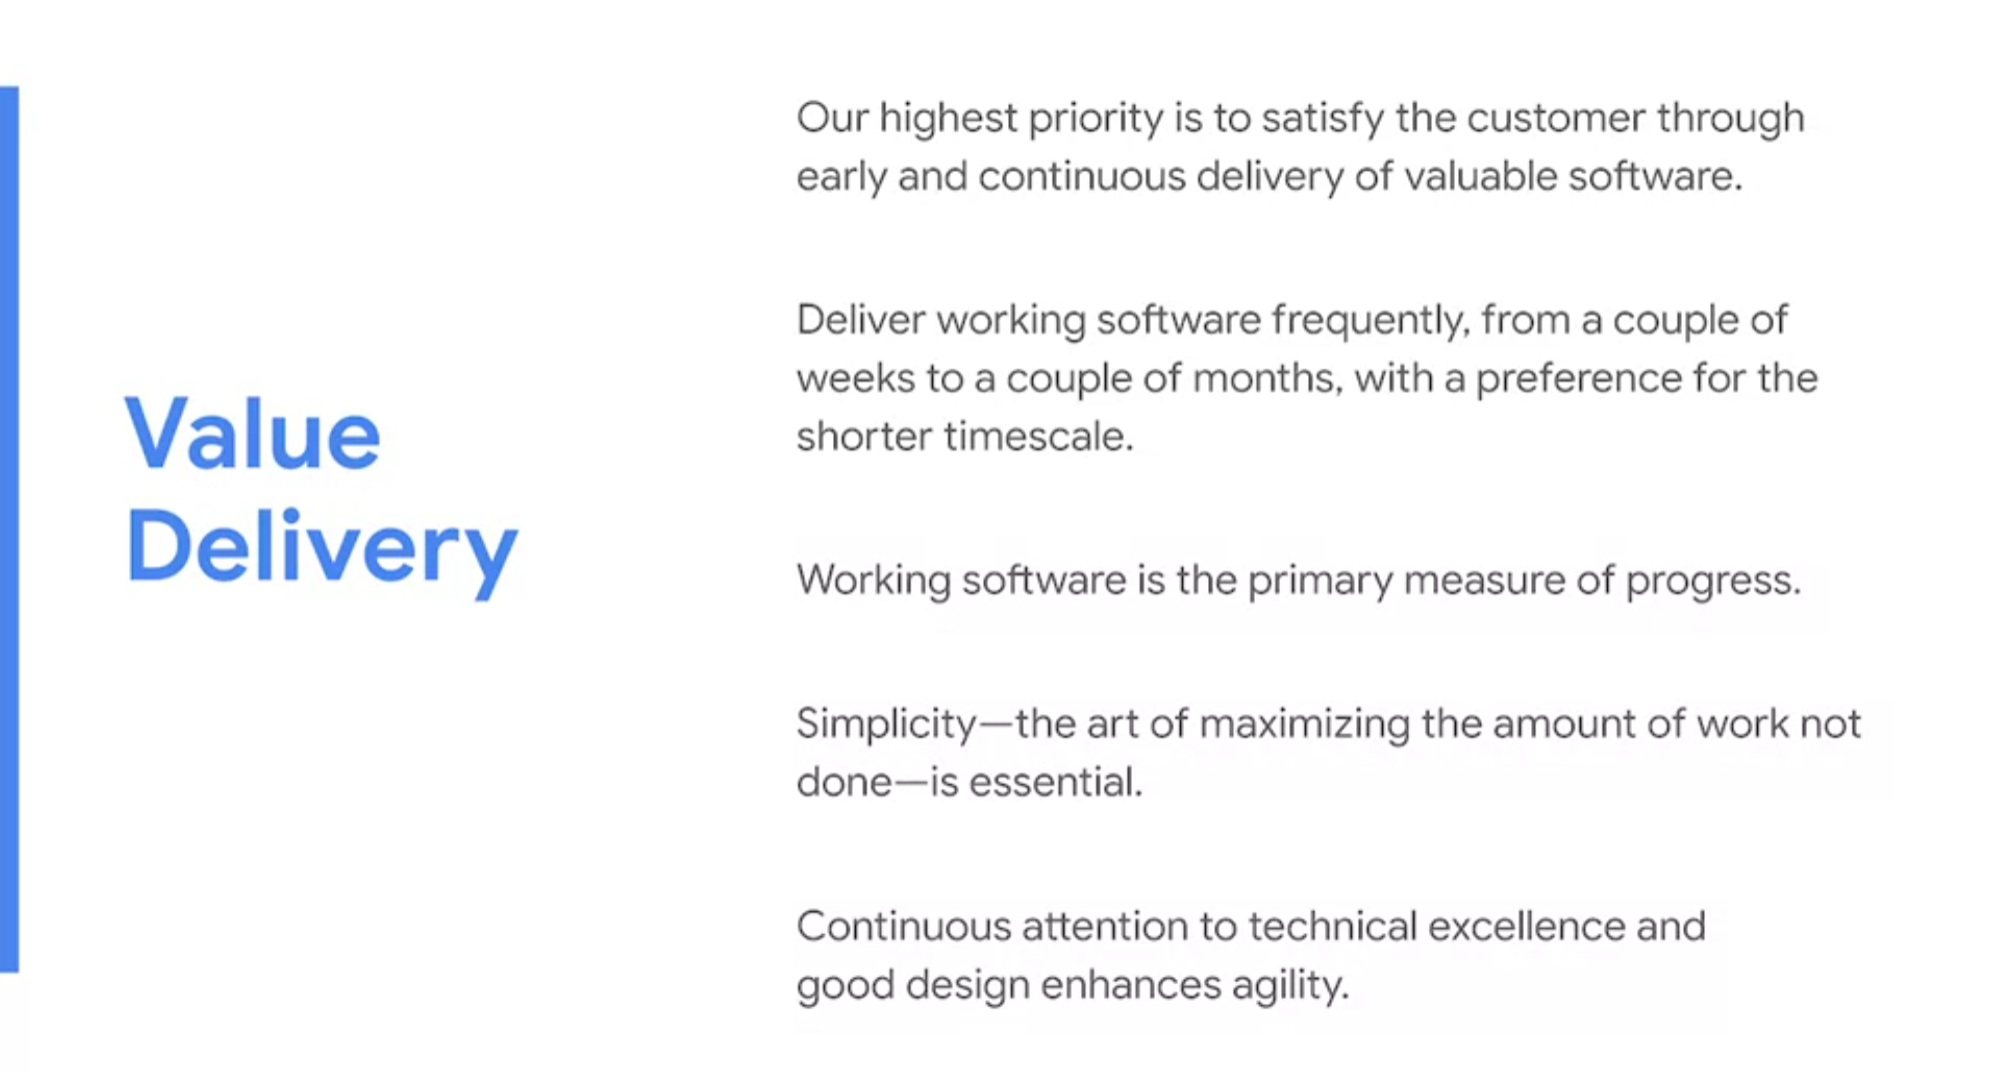 Value
Delivery
Our highest priority is to satisfy the customer through
early and continuous delivery of valuable software.
Deliver working software frequently, from a couple of
weeks to a couple of months, with a preference for the
shorter timescale.
Working software is the primary measure of progress.
Simplicity—the art of maximizing the amount of work not
done—is essential.
Continuous attention to technical excellence and
good design enhances agility.